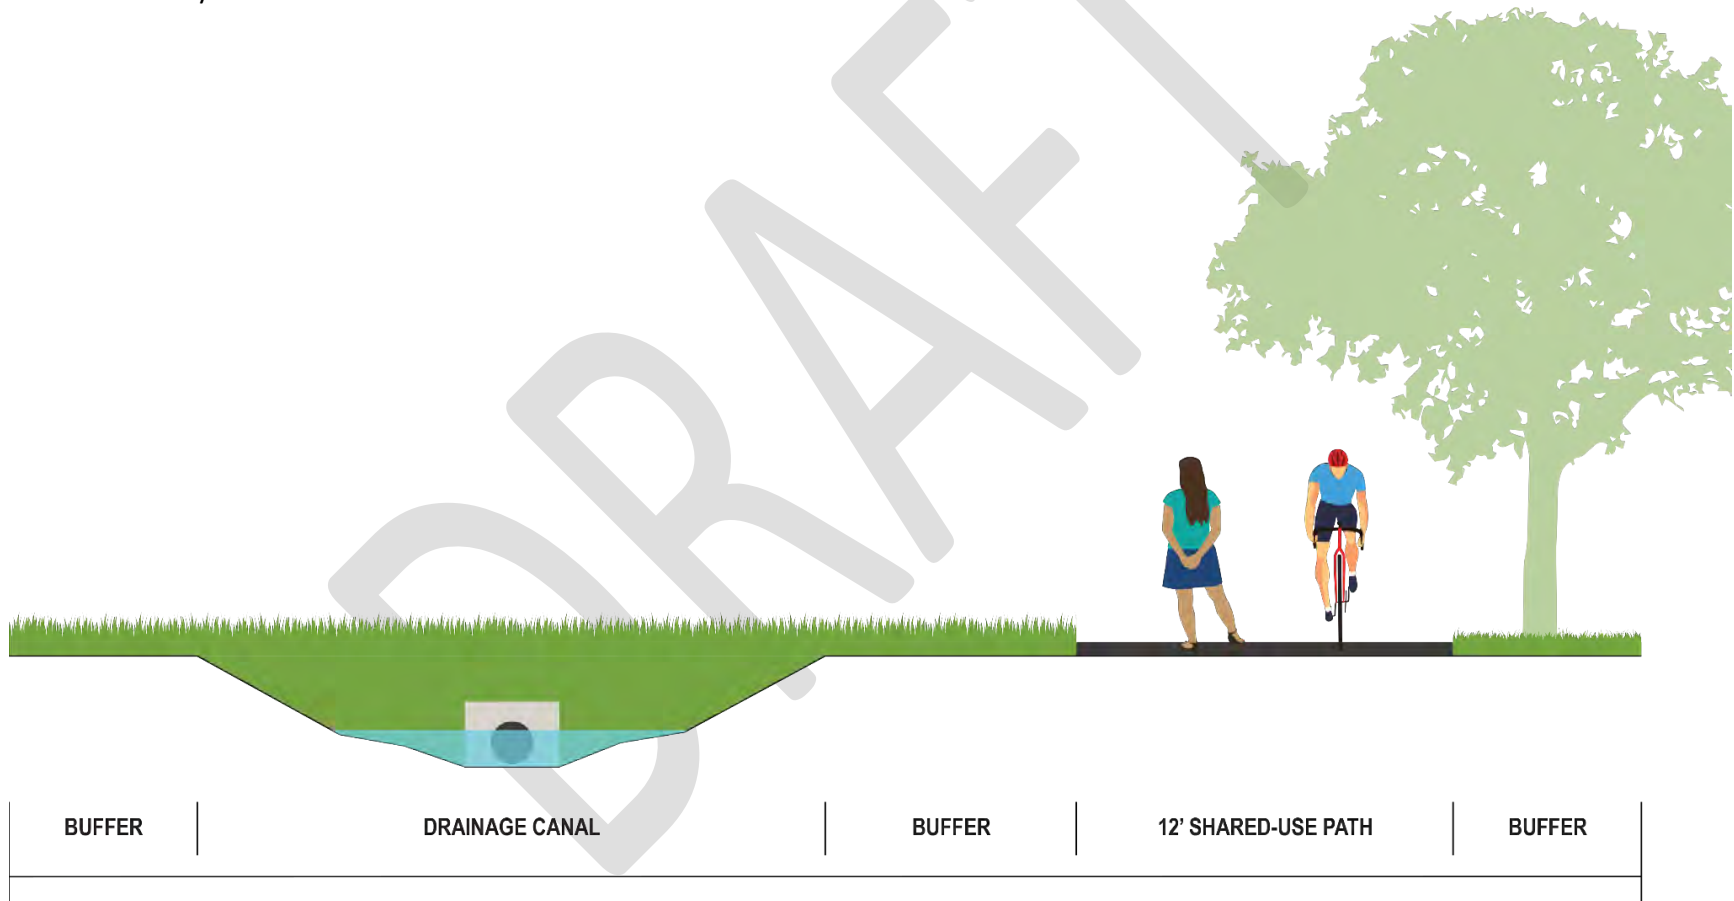 DRAFT
BUFFER
DRAINAGE CANAL
BUFFER
12' SHARED-USE PATH
BUFFER